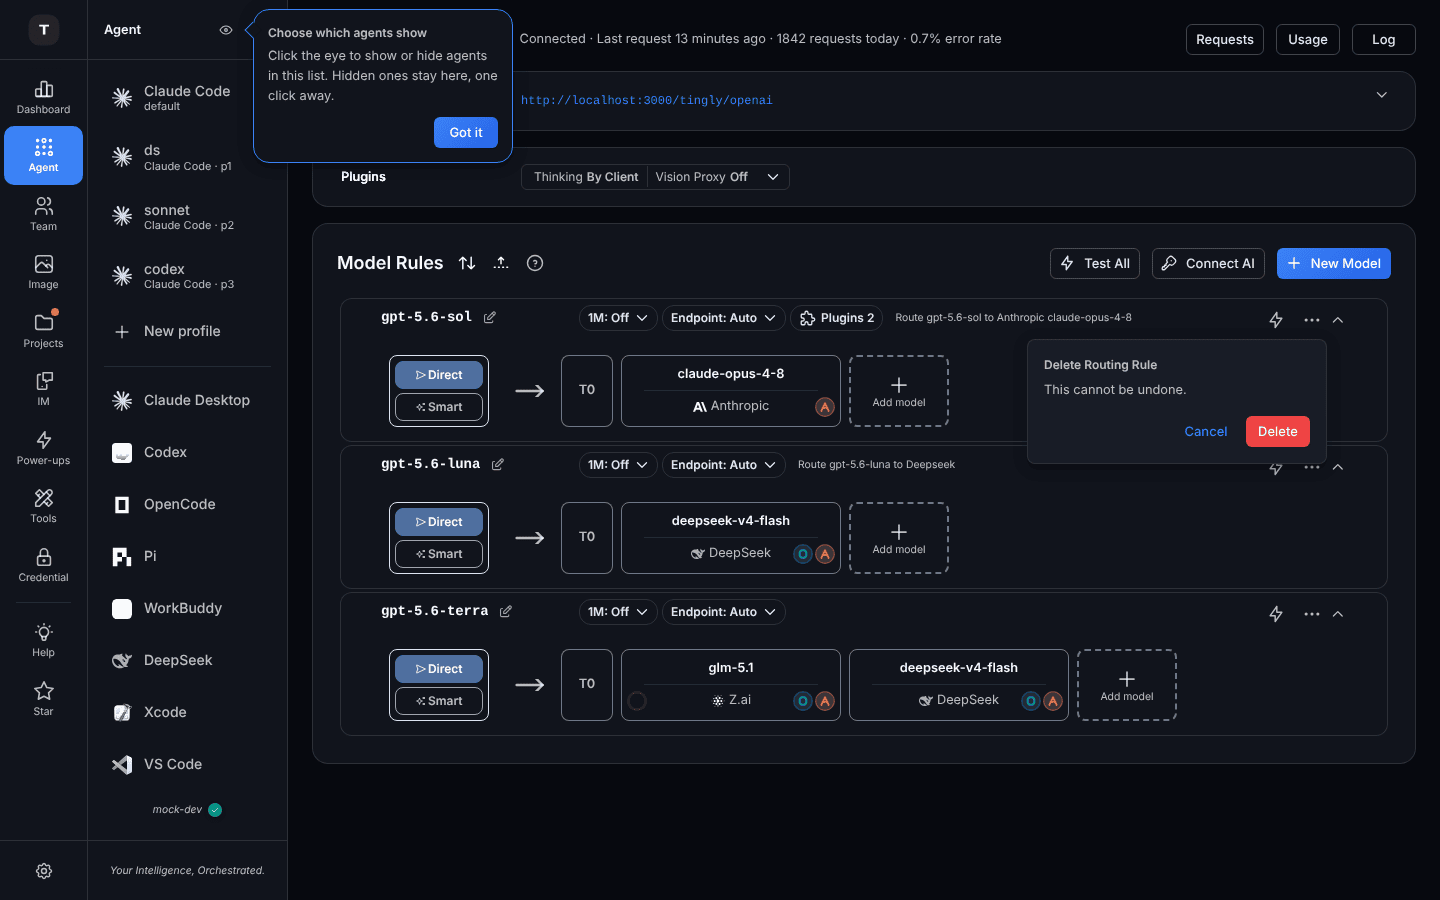 T
Dashboard
Agent
Team
Image
Projects
IM
Power-ups
Tools
Credential
Help
Star
Agent
Claude Code
default
ds
Claude Code · p1
sonnet
Claude Code · p2
codex
Claude Code · p3
New profile
Claude Desktop
Codex
OpenCode
Pi
WorkBuddy
DeepSeek
Xcode
VS Code
mock-dev
Your Intelligence, Orchestrated.
Choose which agents show
Click the eye to show or hide agents
in this list. Hidden ones stay here, one
click away.
Got it
Connected · Last request 13 minutes ago · 1842 requests today · 0.7% error rate
Requests
Usage
Log
http://localhost:3000/tingly/openai
Plugins
Thinking By Client
Vision Proxy Off
Model Rules
Test All
Connect AI
New Model
gpt-5.6-sol
1M: Off
Endpoint: Auto
Plugins 2
Route gpt-5.6-sol to Anthropic claude-opus-4-8
Direct
Smart
T0
claude-opus-4-8
Anthropic
A
Add model
Delete Routing Rule
This cannot be undone.
Cancel
Delete
gpt-5.6-luna
1M: Off
Endpoint: Auto
Route gpt-5.6-luna to Deepseek
Direct
Smart
T0
deepseek-v4-flash
DeepSeek
O
A
Add model
gpt-5.6-terra
1M: Off
Endpoint: Auto
Direct
Smart
T0
glm-5.1
Z.ai
O
A
deepseek-v4-flash
DeepSeek
O
A
Add model